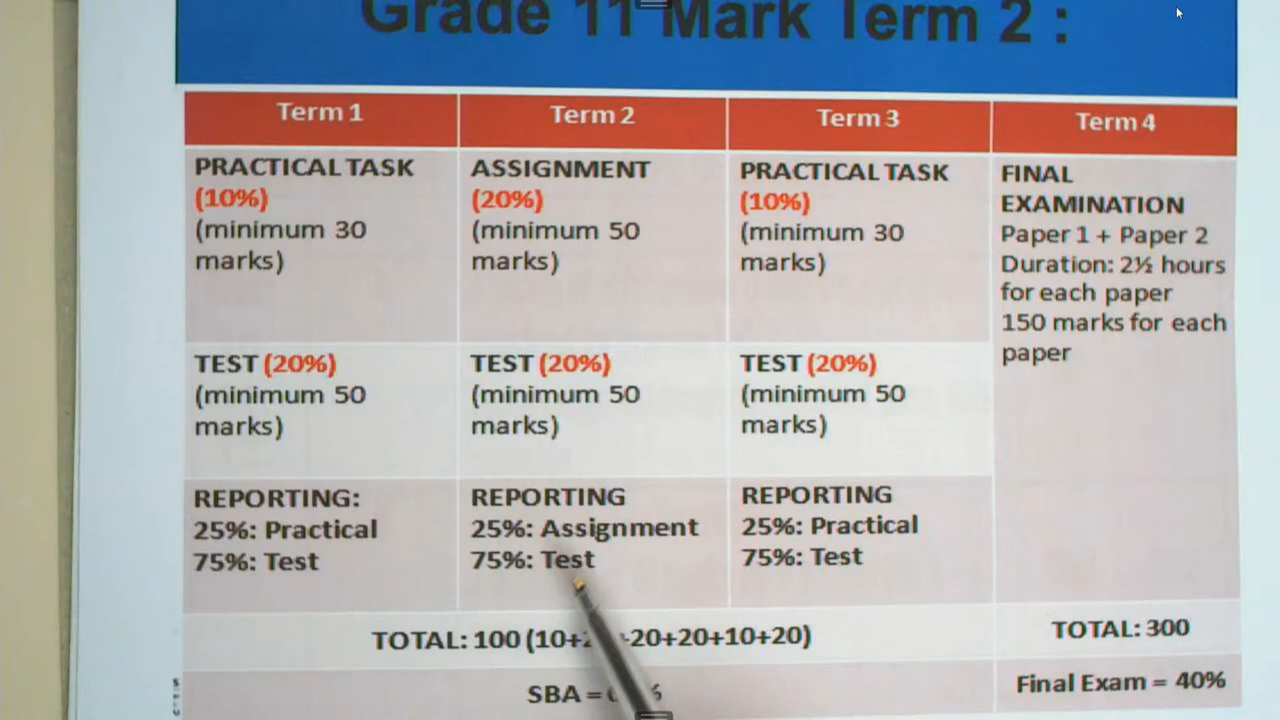 Grade 11 Mark Term 2 :
Term 1
Term 2
Term 3
Term 4
PRACTICAL TASK
(10%)
(minimum 30
marks)
ASSIGNMENT
(20%)
(minimum 50
marks)
PRACTICAL TASK
(10%)
(minimum 30
marks)
FINAL
EXAMINATION
Paper 1 + Paper 2
Duration: 2½ hours
for each paper
150 marks for each
paper
TEST (20%)
(minimum 50
marks)
TEST (20%)
(minimum 50
marks)
TEST (20%)
(minimum 50
marks)
REPORTING:
25%: Practical
75%: Test
REPORTING
25%: Assignment
75%: Test
REPORTING
25%: Practical
75%: Test
TOTAL: 100 (10+2 +20+20+10+20)
TOTAL: 300
SBA =
Final Exam = 40%